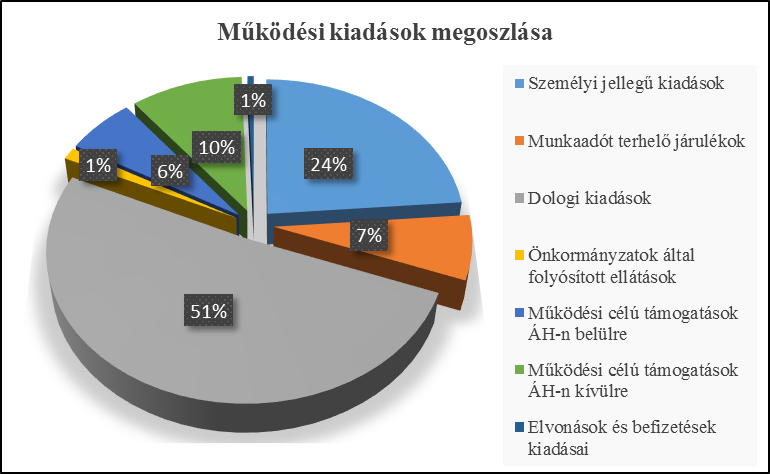 Működési kiadások megoszlása
1%
24%
10%
6%
1%
7%
51%
Személyi jellegű kiadások
Munkaadót terhelő járulékok
Dologi kiadások
Önkormányzatok által
folyósított ellátások
Működési célú támogatások
ÁH-n belülre
Működési célú támogatások
ÁH-n kívülre
Elvonások és befizetések
kiadásai